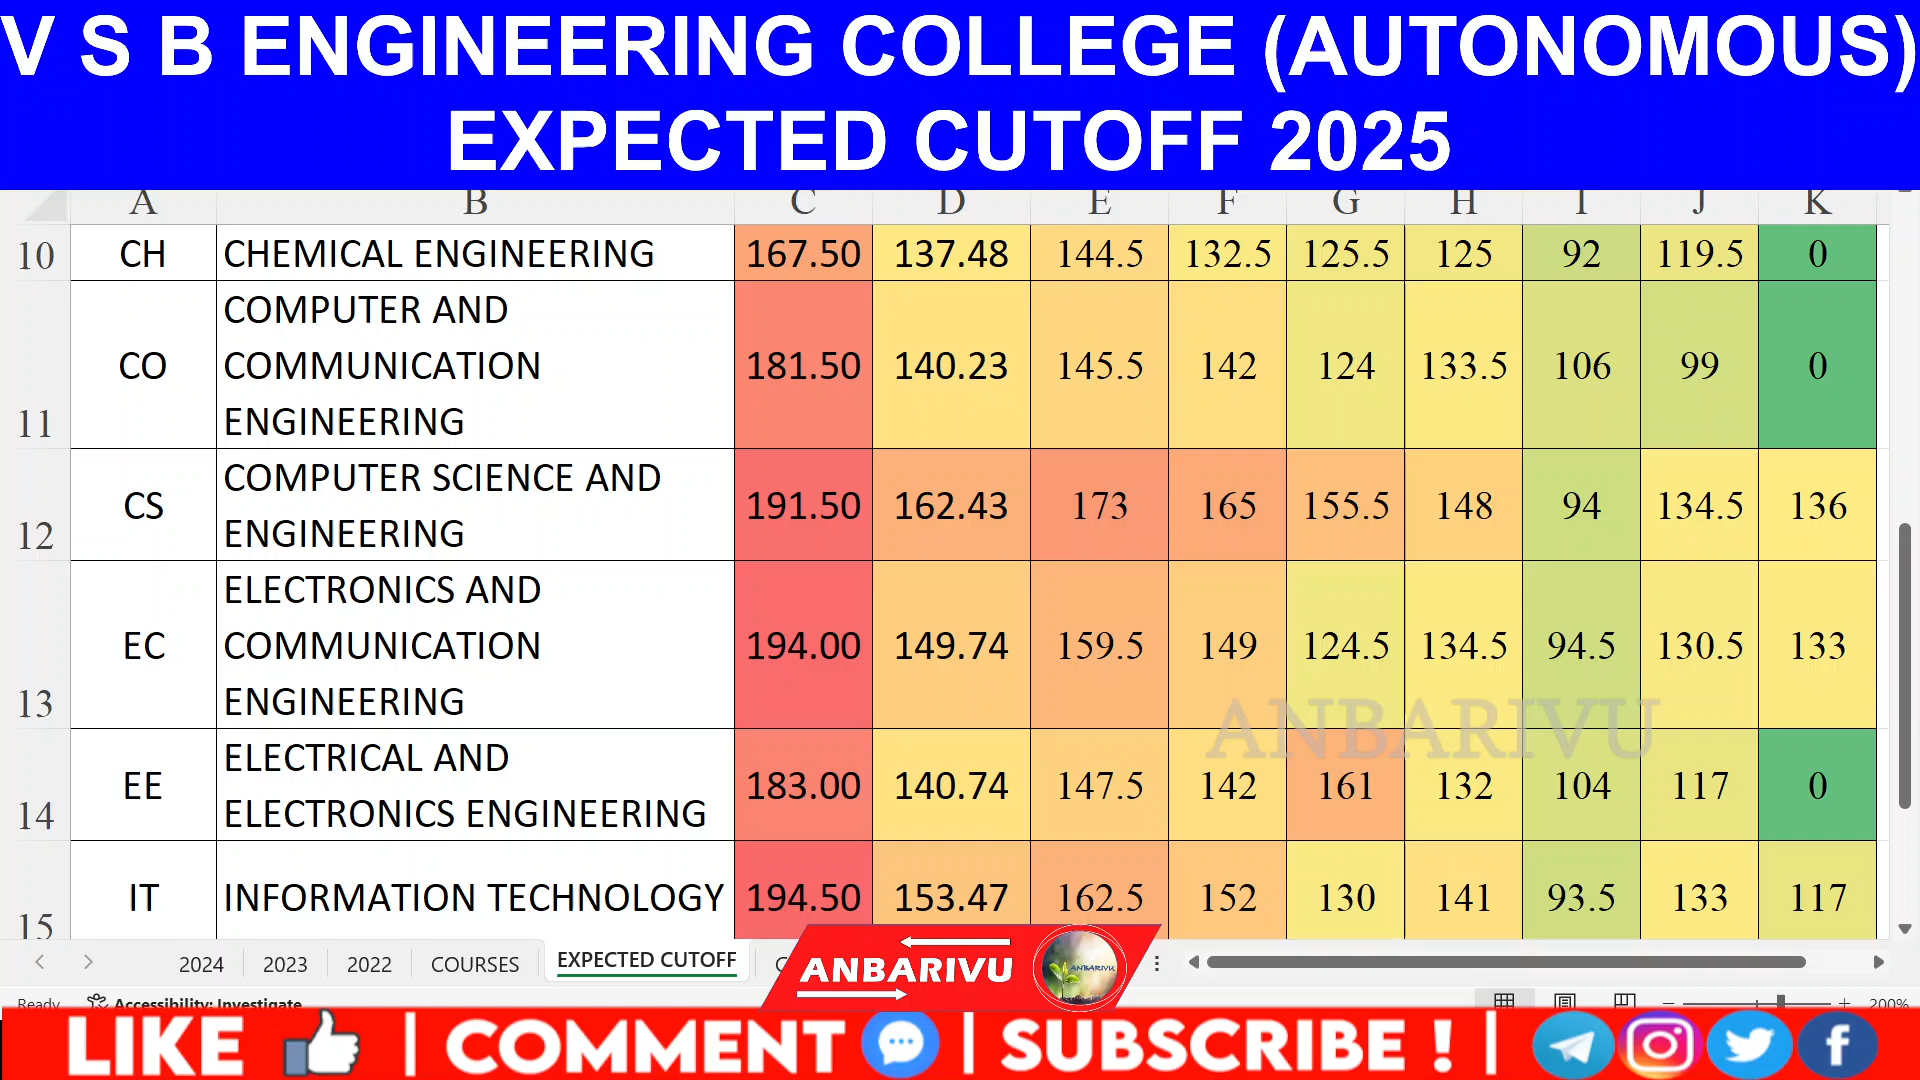 V S B ENGINEERING COLLEGE (AUTONOMOUS)
EXPECTED CUTOFF 2025
A B C D E F G H I J K
10 CH CHEMICAL ENGINEERING 167.50 137.48 144.5 132.5 125.5 125 92 119.5 0
COMPUTER AND
CO COMMUNICATION 181.50 140.23 145.5 142 124 133.5 106 99 0
11 ENGINEERING
COMPUTER SCIENCE AND
CS 191.50 162.43 173 165 155.5 148 94 134.5 136
12 ENGINEERING
ELECTRONICS AND
EC COMMUNICATION 194.00 149.74 159.5 149 124.5 134.5 94.5 130.5 133
13 ENGINEERING
ANBARIVU
ELECTRICAL AND
EE 183.00 140.74 147.5 142 161 132 104 117 0
14 ELECTRONICS ENGINEERING
IT INFORMATION TECHNOLOGY 194.50 153.47 162.5 152 130 141 93.5 133 117
15
2024 2023 2022 COURSES EXPECTED CUTOFF
ANBARIVU ANBARIVU
Ready Accessibility: Investigate 200%
LIKE | COMMENT | SUBSCRIBE ! |